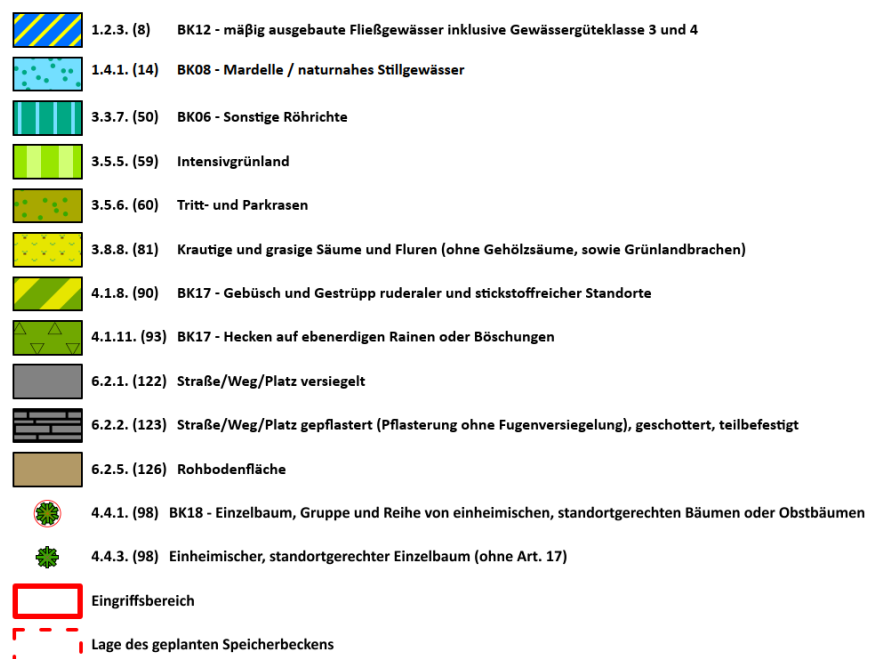 1.2.3. (8) BK12 - mäßig ausgebaute Fließgewässer inklusive Gewässergüteklasse 3 und 4
1.4.1. (14) BK08 - Mardelle / naturnahes Stillgewässer
3.3.7. (50) BK06 - Sonstige Röhrichte
3.5.5. (59) Intensivgrünland
3.5.6. (60) Tritt- und Parkrasen
3.8.8. (81) Krautige und grasige Säume und Fluren (ohne Gehölzsäume, sowie Grünlandbrachen)
4.1.8. (90) BK17 - Gebüsch und Gestrüpp ruderaler und stickstoffreicher Standorte
4.1.11. (93) BK17 - Hecken auf ebenerdigen Rainen oder Böschungen
6.2.1. (122) Straße/Weg/Platz versiegelt
6.2.2. (123) Straße/Weg/Platz gepflastert (Pflasterung ohne Fugenversiegelung), geschottert, teilbefestigt
6.2.5. (126) Rohbodenfläche
4.4.1. (98) BK18 - Einzelbaum, Gruppe und Reihe von einheimischen, standortgerechten Bäumen oder Obstbäumen
4.4.3. (98) Einheimischer, standortgerechter Einzelbaum (ohne Art. 17)
Eingriffsbereich
Lage des geplanten Speicherbeckens